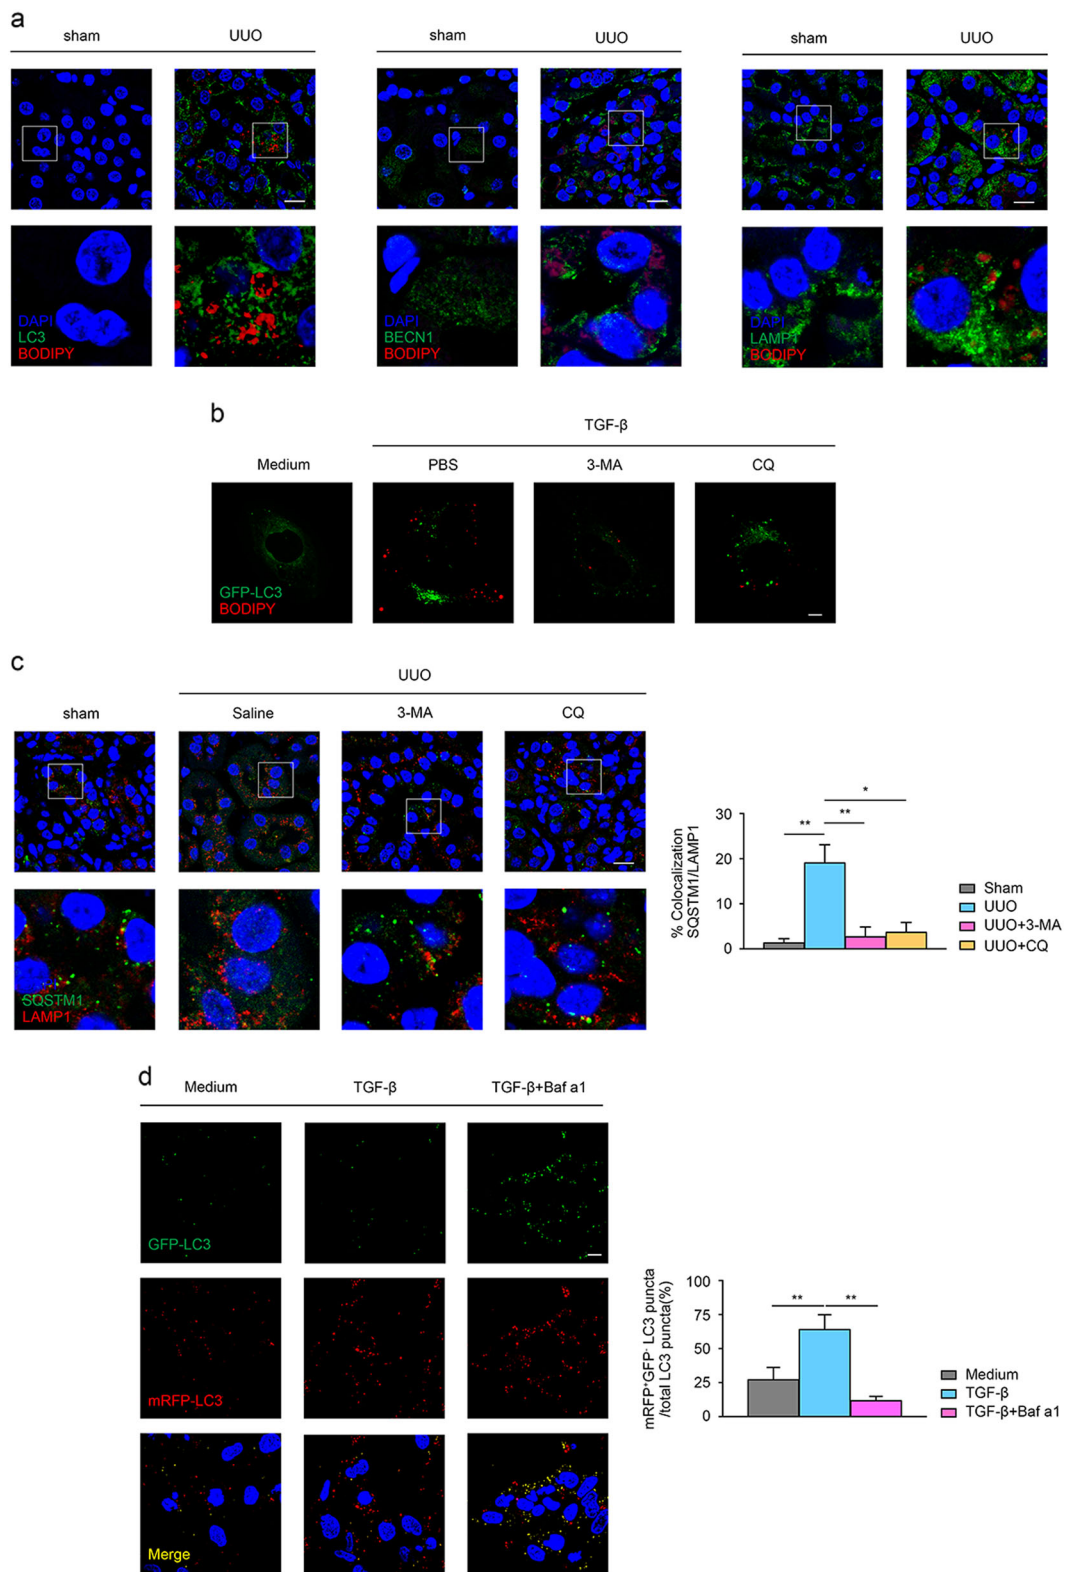 a
sham UUO sham UUO sham UUO
DAPI
LC3
BODIPY
DAPI
BECN1
BODIPY
DAPI
LAMP1
BODIPY
b
TGF-β
Medium PBS 3-MA CQ
GFP-LC3
BODIPY
c
UUO
sham Saline 3-MA CQ
SQSTM1
LAMP1
% Colocalization
SQSTM1/LAMP1
30
20
10
0
** ** *
Sham
UUO
UUO+3-MA
UUO+CQ
d
Medium TGF-β TGF-β+Baf a1
GFP-LC3
mRFP-LC3
Merge
mRFP⁺GFP⁻ LC3 puncta
/total LC3 puncta(%)
100
75
50
25
0
** **
Medium
TGF-β
TGF-β+Baf a1